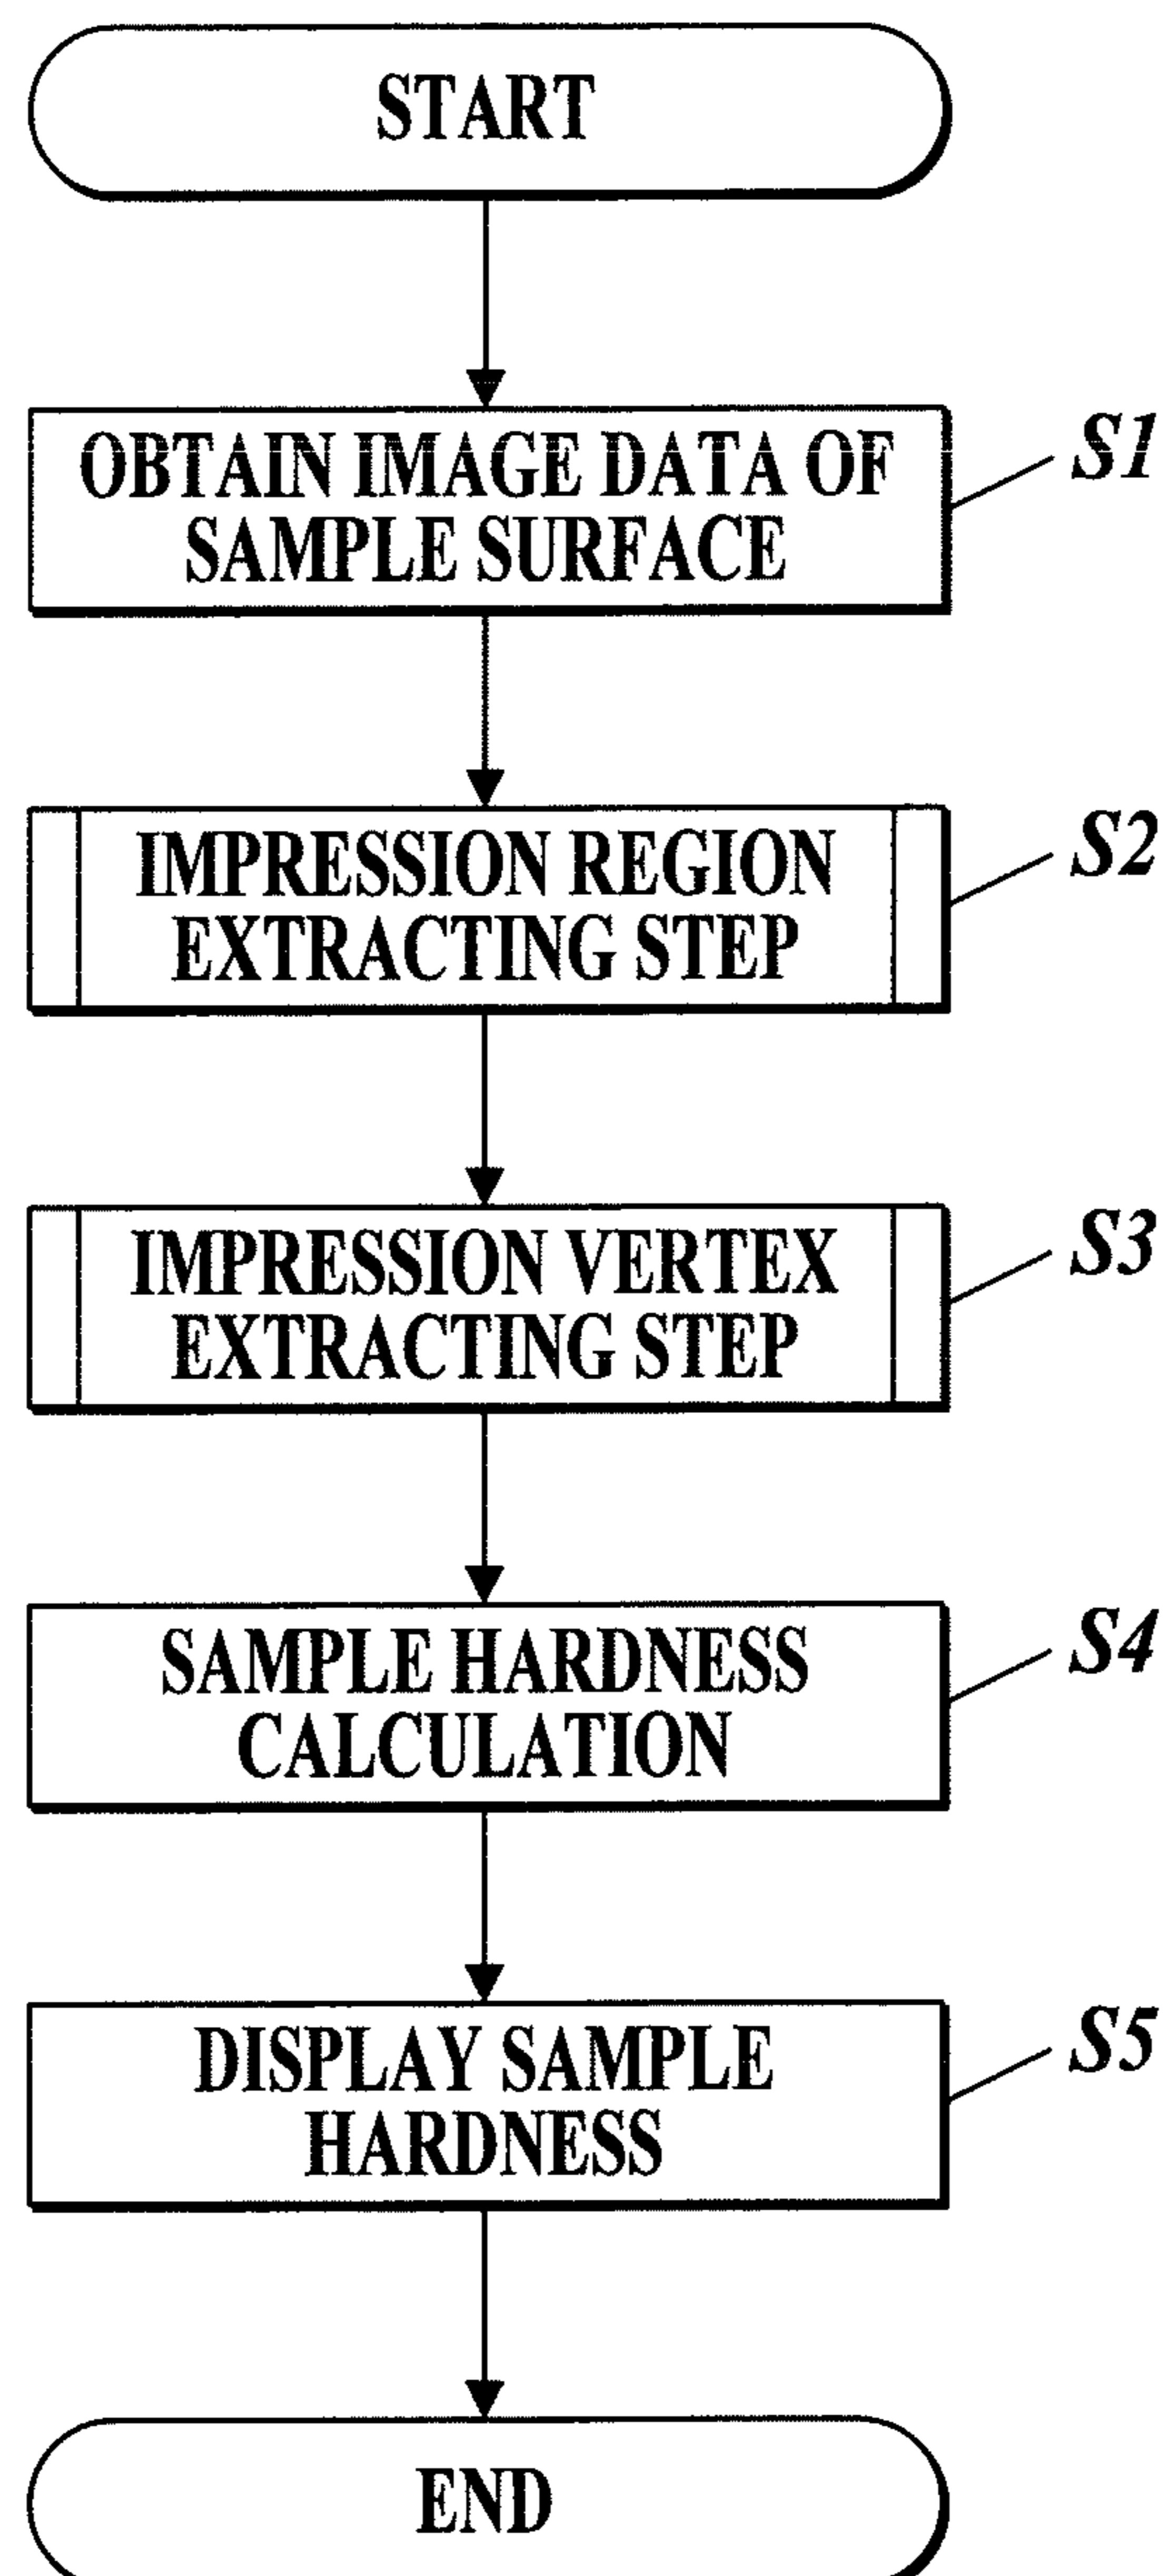 START
OBTAIN IMAGE DATA OF
SAMPLE SURFACE
S1
IMPRESSION REGION
EXTRACTING STEP
S2
IMPRESSION VERTEX
EXTRACTING STEP
S3
SAMPLE HARDNESS
CALCULATION
S4
DISPLAY SAMPLE
HARDNESS
S5
END